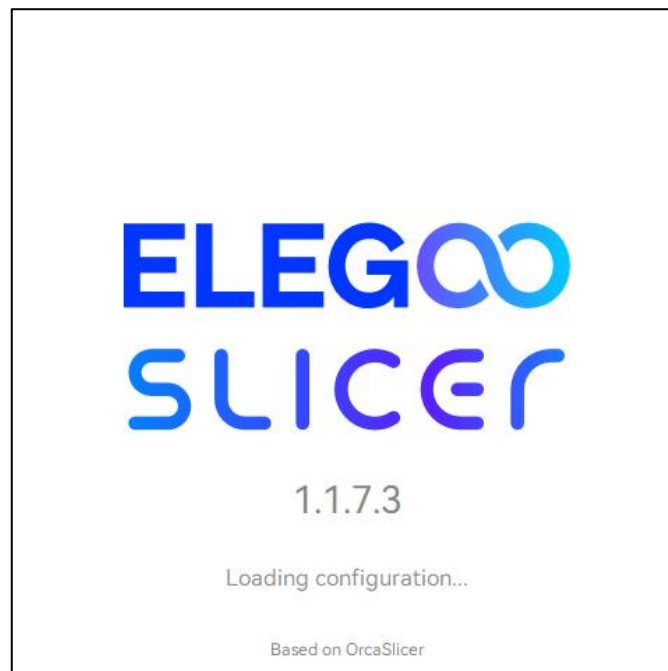 ELEGOO
SLICER
1.1.7.3
Loading configuration...
Based on OrcaSlicer